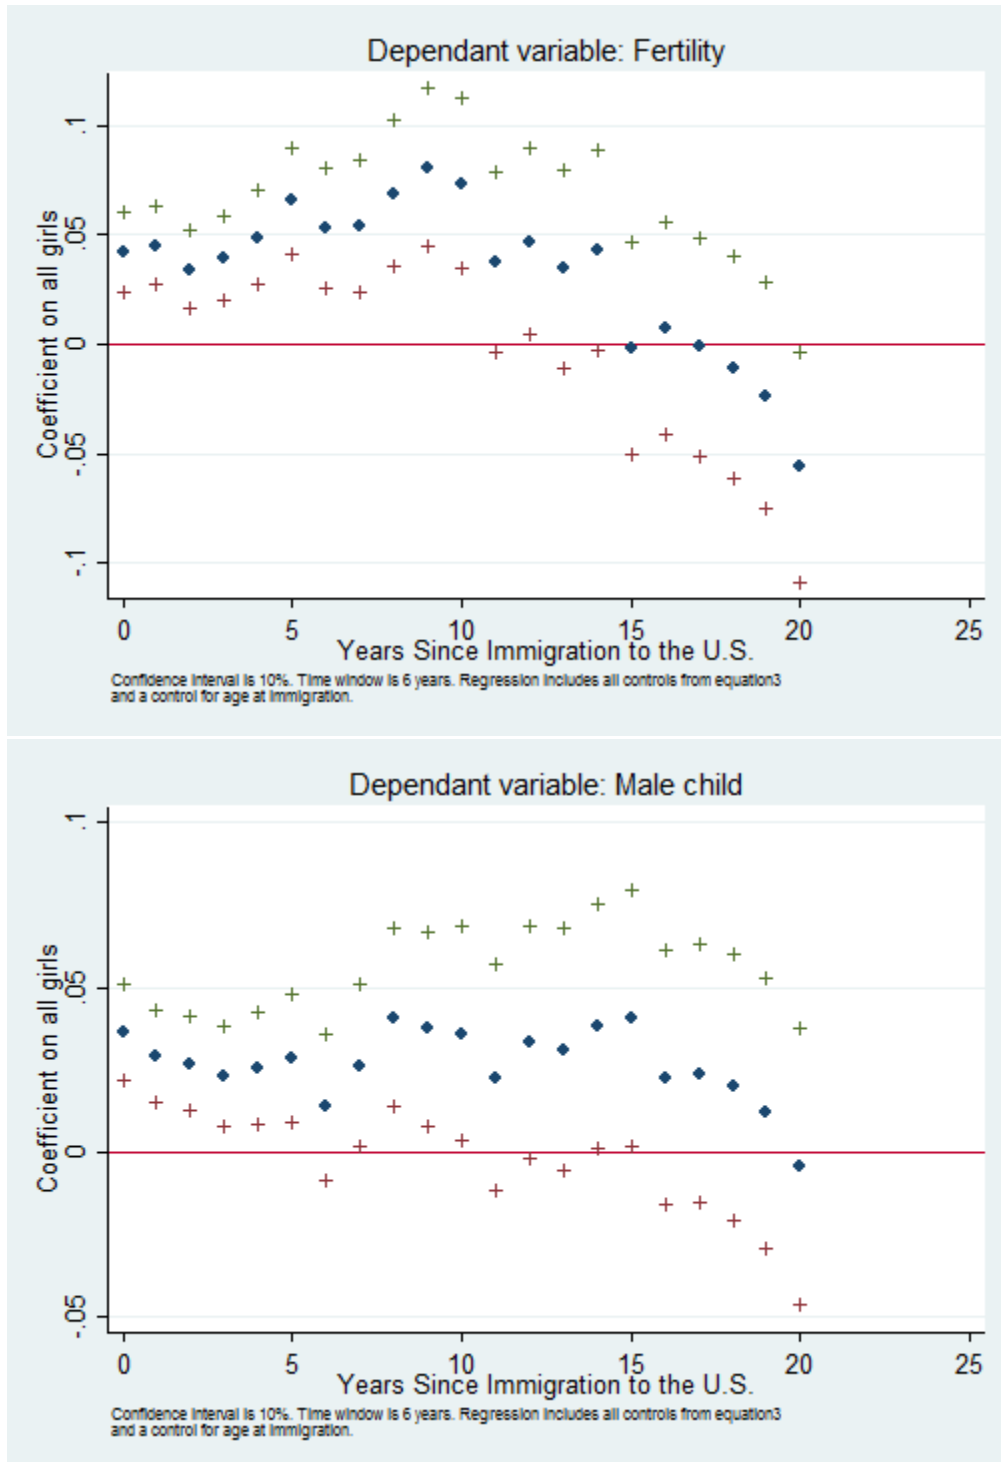 Dependant variable: Fertility
Coefficient on all girls
.1
.05
0
-.05
-.1
0 5 10 15 20 25
Years Since Immigration to the U.S.
Confidence interval is 10%. Time window is 6 years. Regression includes all controls from equation3
and a control for age at immigration.
Dependant variable: Male child
Coefficient on all girls
.1
.05
0
-.05
0 5 10 15 20 25
Years Since Immigration to the U.S.
Confidence interval is 10%. Time window is 6 years. Regression includes all controls from equation3
and a control for age at immigration.